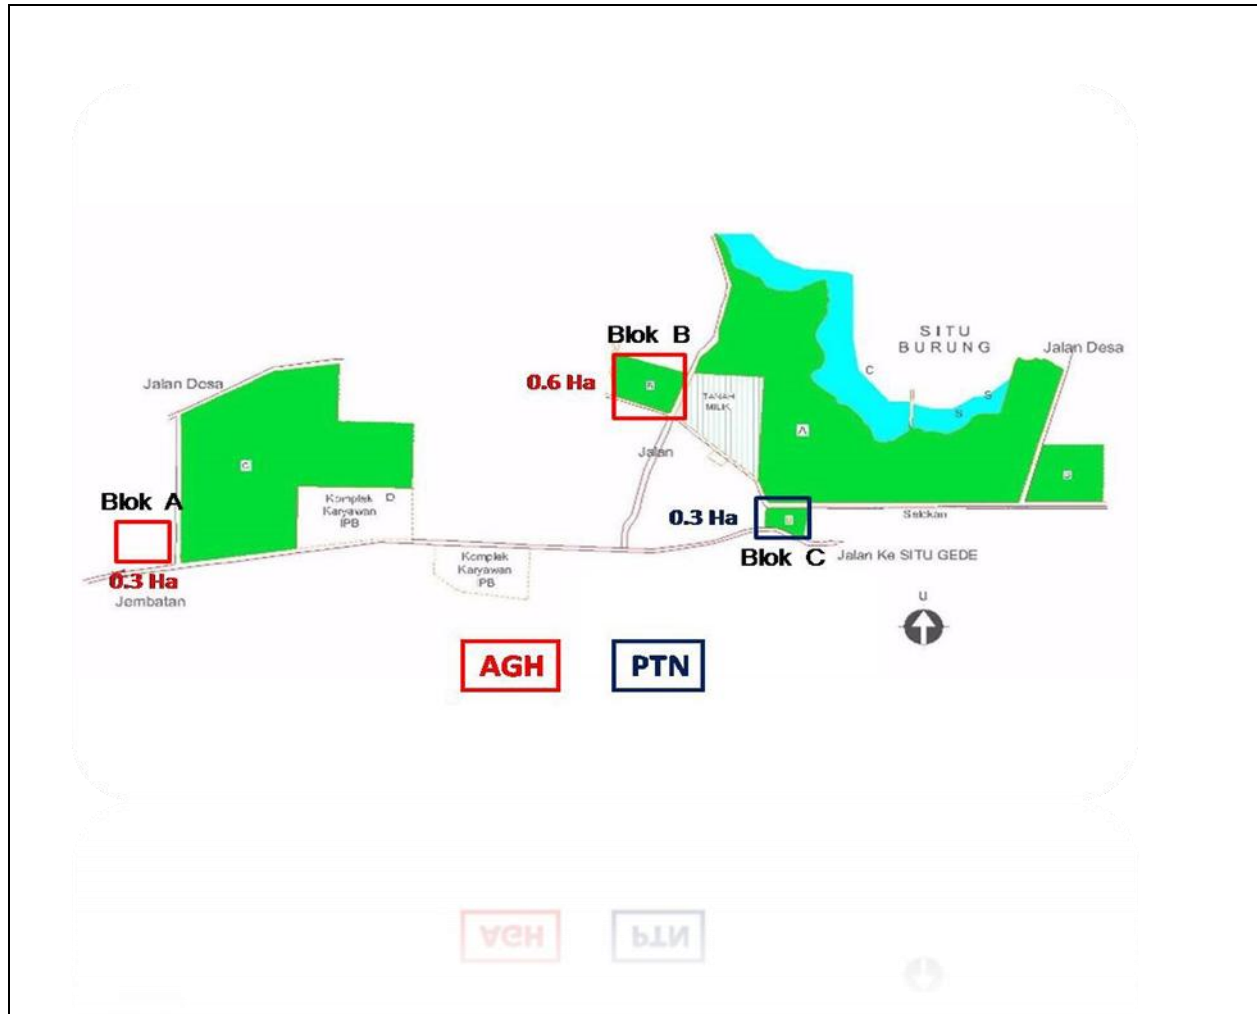 SITU
BURUNG
Jalan Desa
Blok B
0.6 Ha
C
S
S
TANAH
MILIK
A
Jalan
Jalan Desa
C
Blok A
Komplek D
Karyawan
IPB
0.3 Ha
Jembatan
Komplek
Karyawan
IPB
0.3 Ha
Blok C
Selokan
Jalan Ke SITU GEDE
U
AGH
PTN